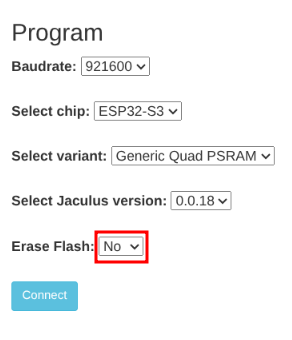 Program
Baudrate: 921600
Select chip: ESP32-S3
Select variant: Generic Quad PSRAM
Select Jaculus version: 0.0.18
Erase Flash: No
Connect